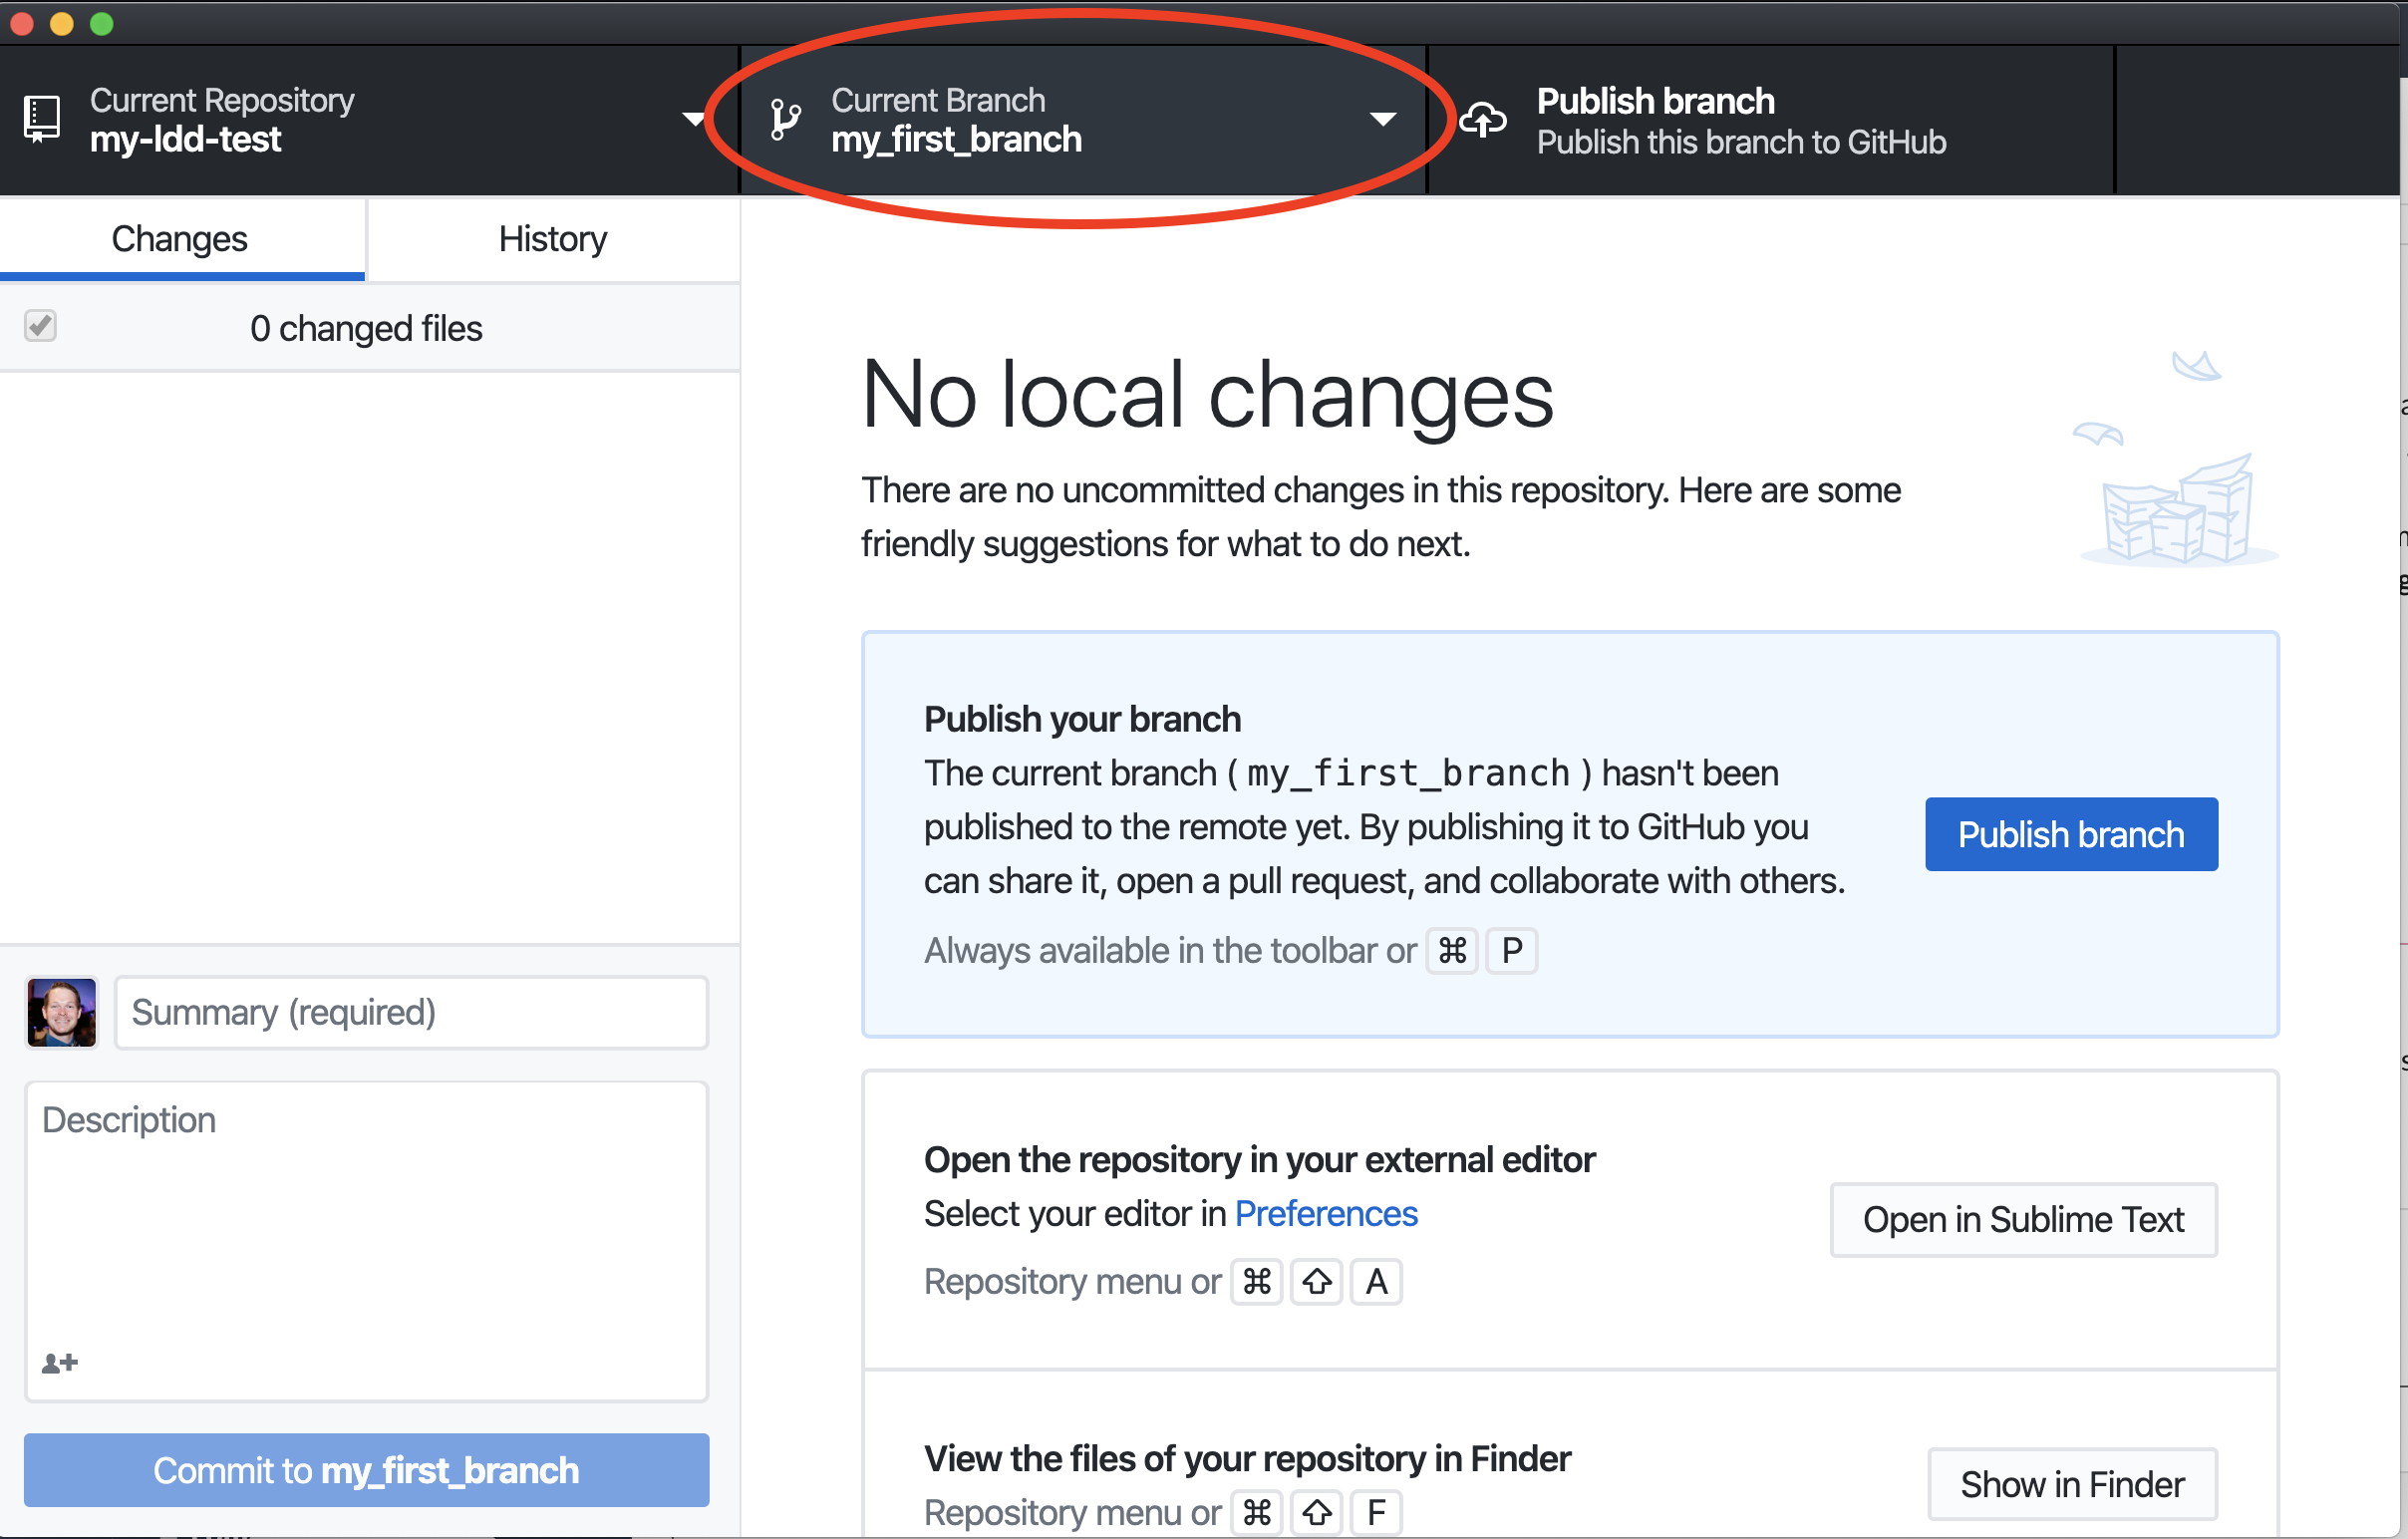 Current Repository
my-ldd-test
Current Branch
my_first_branch
Publish branch
Publish this branch to GitHub
Changes
History
0 changed files
No local changes
There are no uncommitted changes in this repository. Here are some
friendly suggestions for what to do next.
Publish your branch
The current branch ( my_first_branch ) hasn't been
published to the remote yet. By publishing it to GitHub you
can share it, open a pull request, and collaborate with others.
Always available in the toolbar or ⌘ P
Publish branch
Summary (required)
Description
Commit to my_first_branch
Open the repository in your external editor
Select your editor in Preferences
Repository menu or ⌘ ⇧ A
Open in Sublime Text
View the files of your repository in Finder
Repository menu or ⌘ ⇧ F
Show in Finder